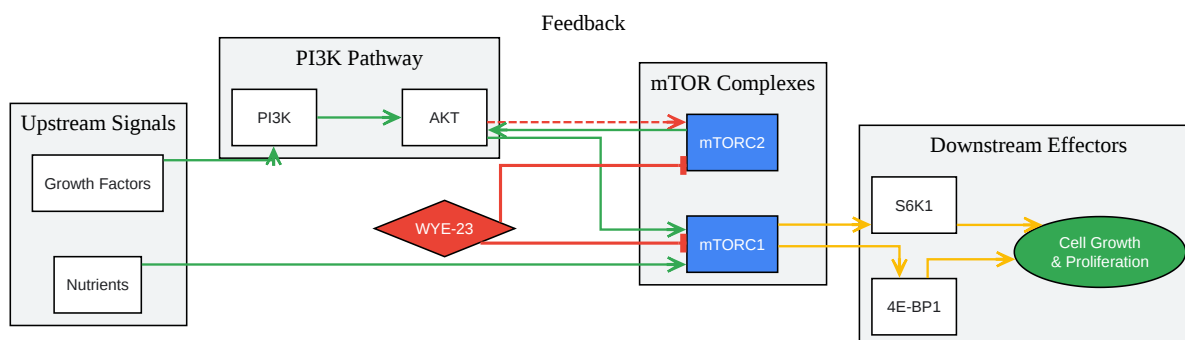 Feedback
PI3K Pathway
mTOR Complexes
Upstream Signals
PI3K
AKT
mTORC2
Downstream Effectors
Growth Factors
S6K1
WYE-23
mTORC1
Cell Growth
& Proliferation
Nutrients
4E-BP1